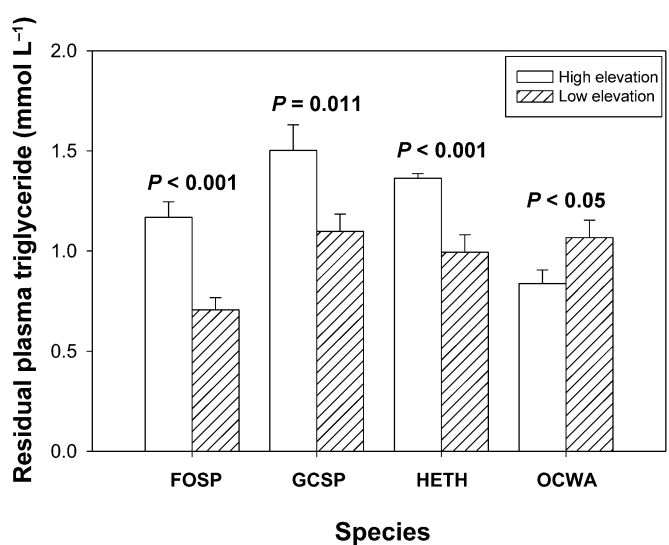 Residual plasma triglyceride (mmol L⁻¹)
2.0
1.5
1.0
0.5
0.0
High elevation
Low elevation
P < 0.001
P = 0.011
P < 0.001
P < 0.05
FOSP GCSP HETH OCWA
Species